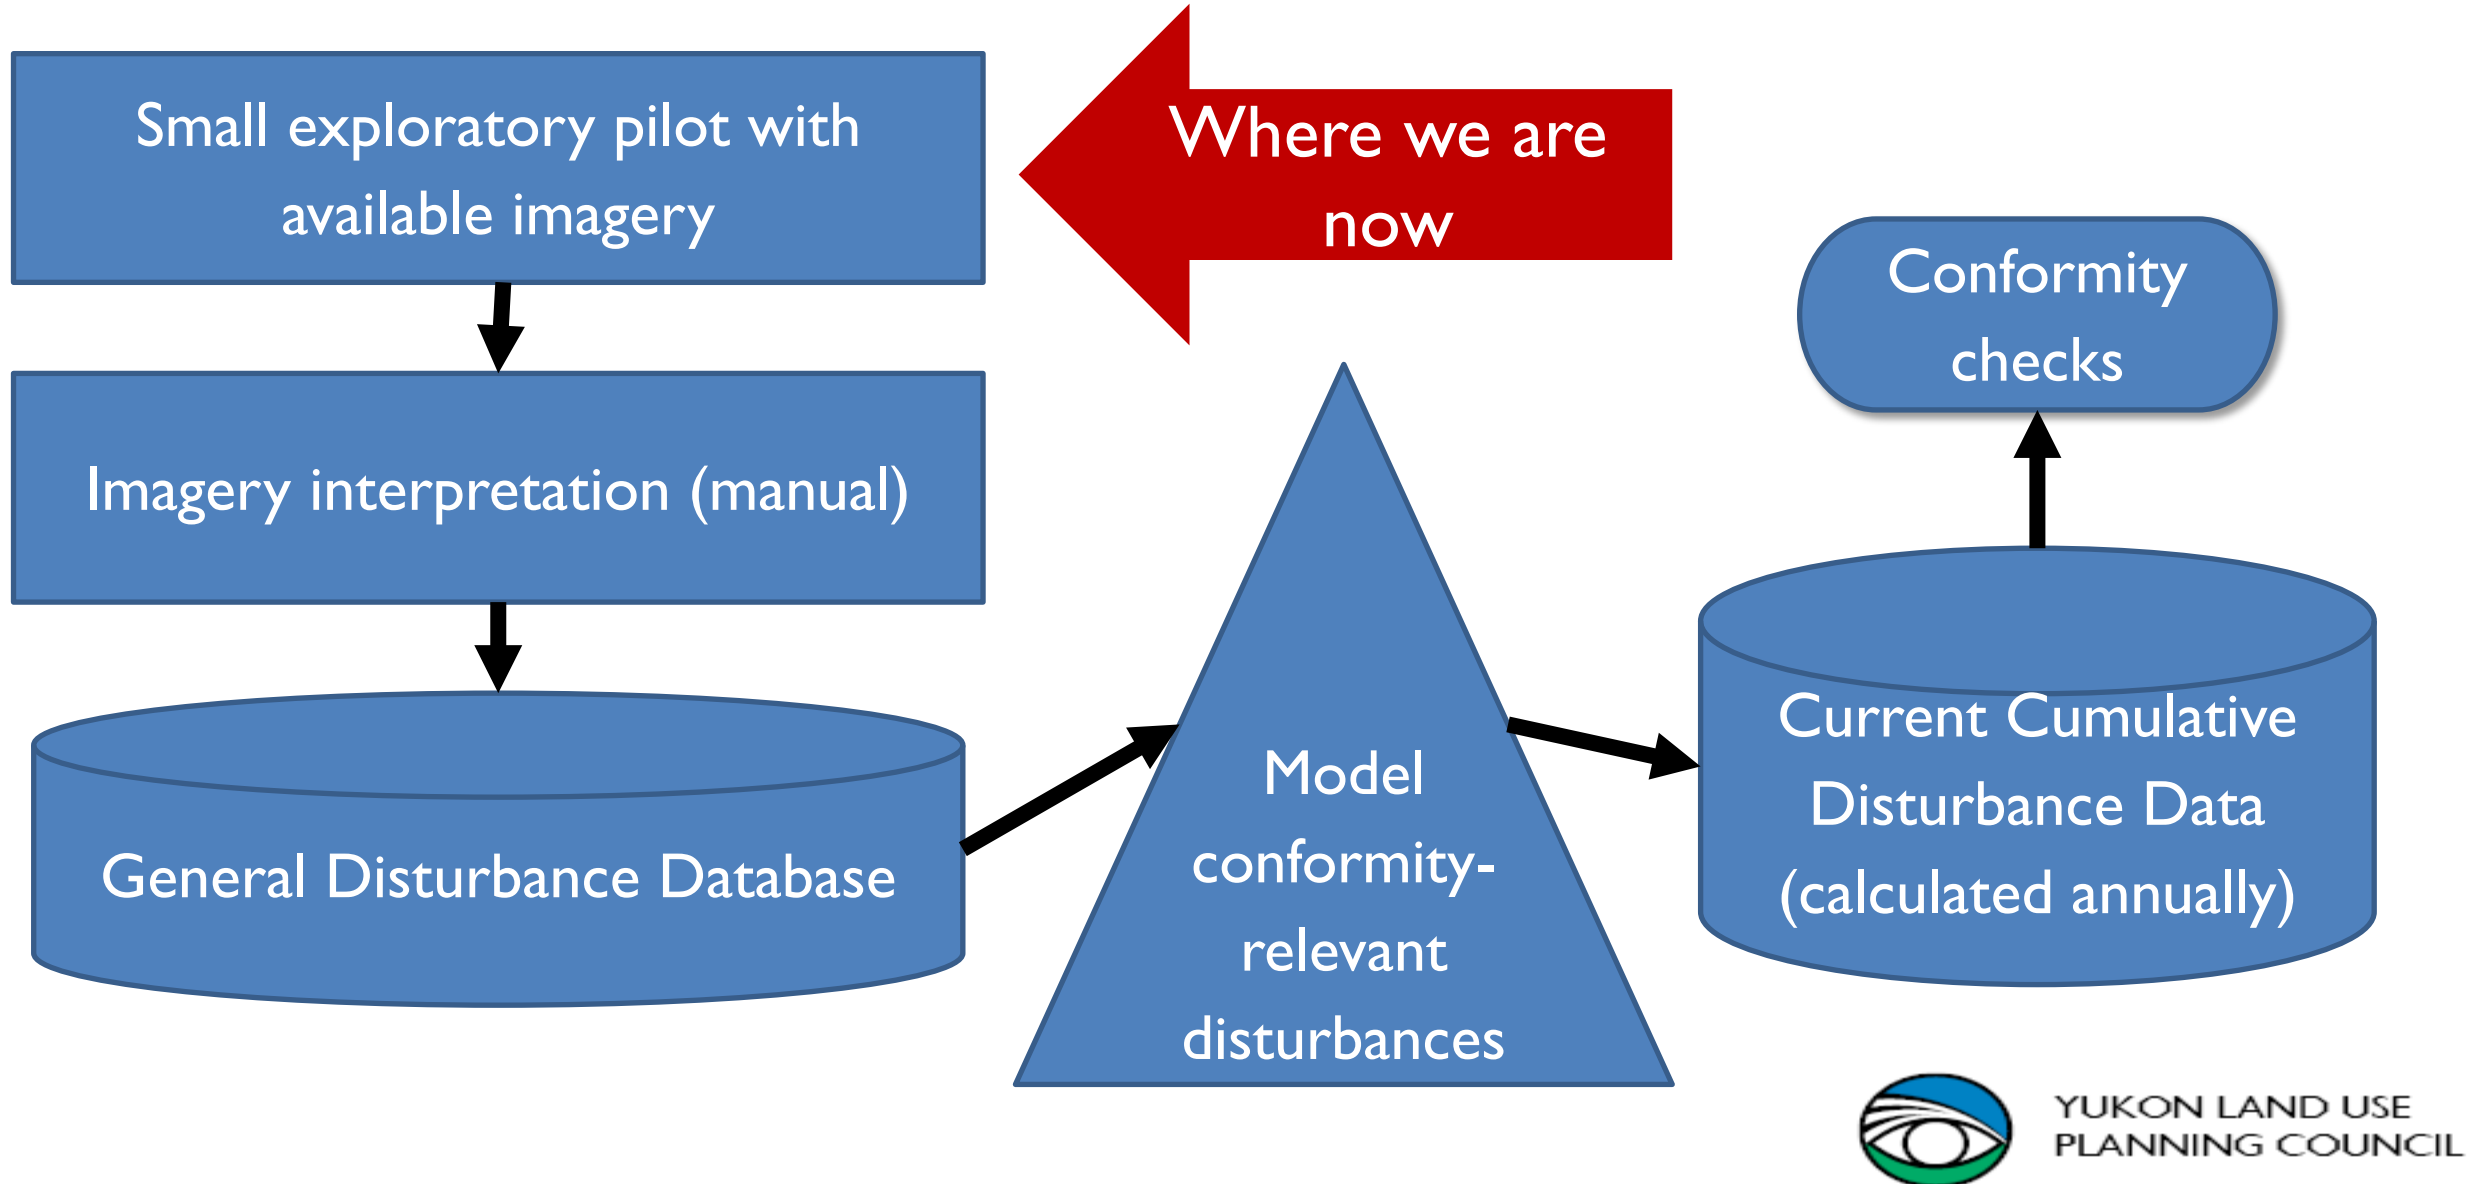 Small exploratory pilot with
available imagery
Where we are
now
Imagery interpretation (manual)
General Disturbance Database
Model
conformity-
relevant
disturbances
Current Cumulative
Disturbance Data
(calculated annually)
Conformity
checks
YUKON LAND USE
PLANNING COUNCIL